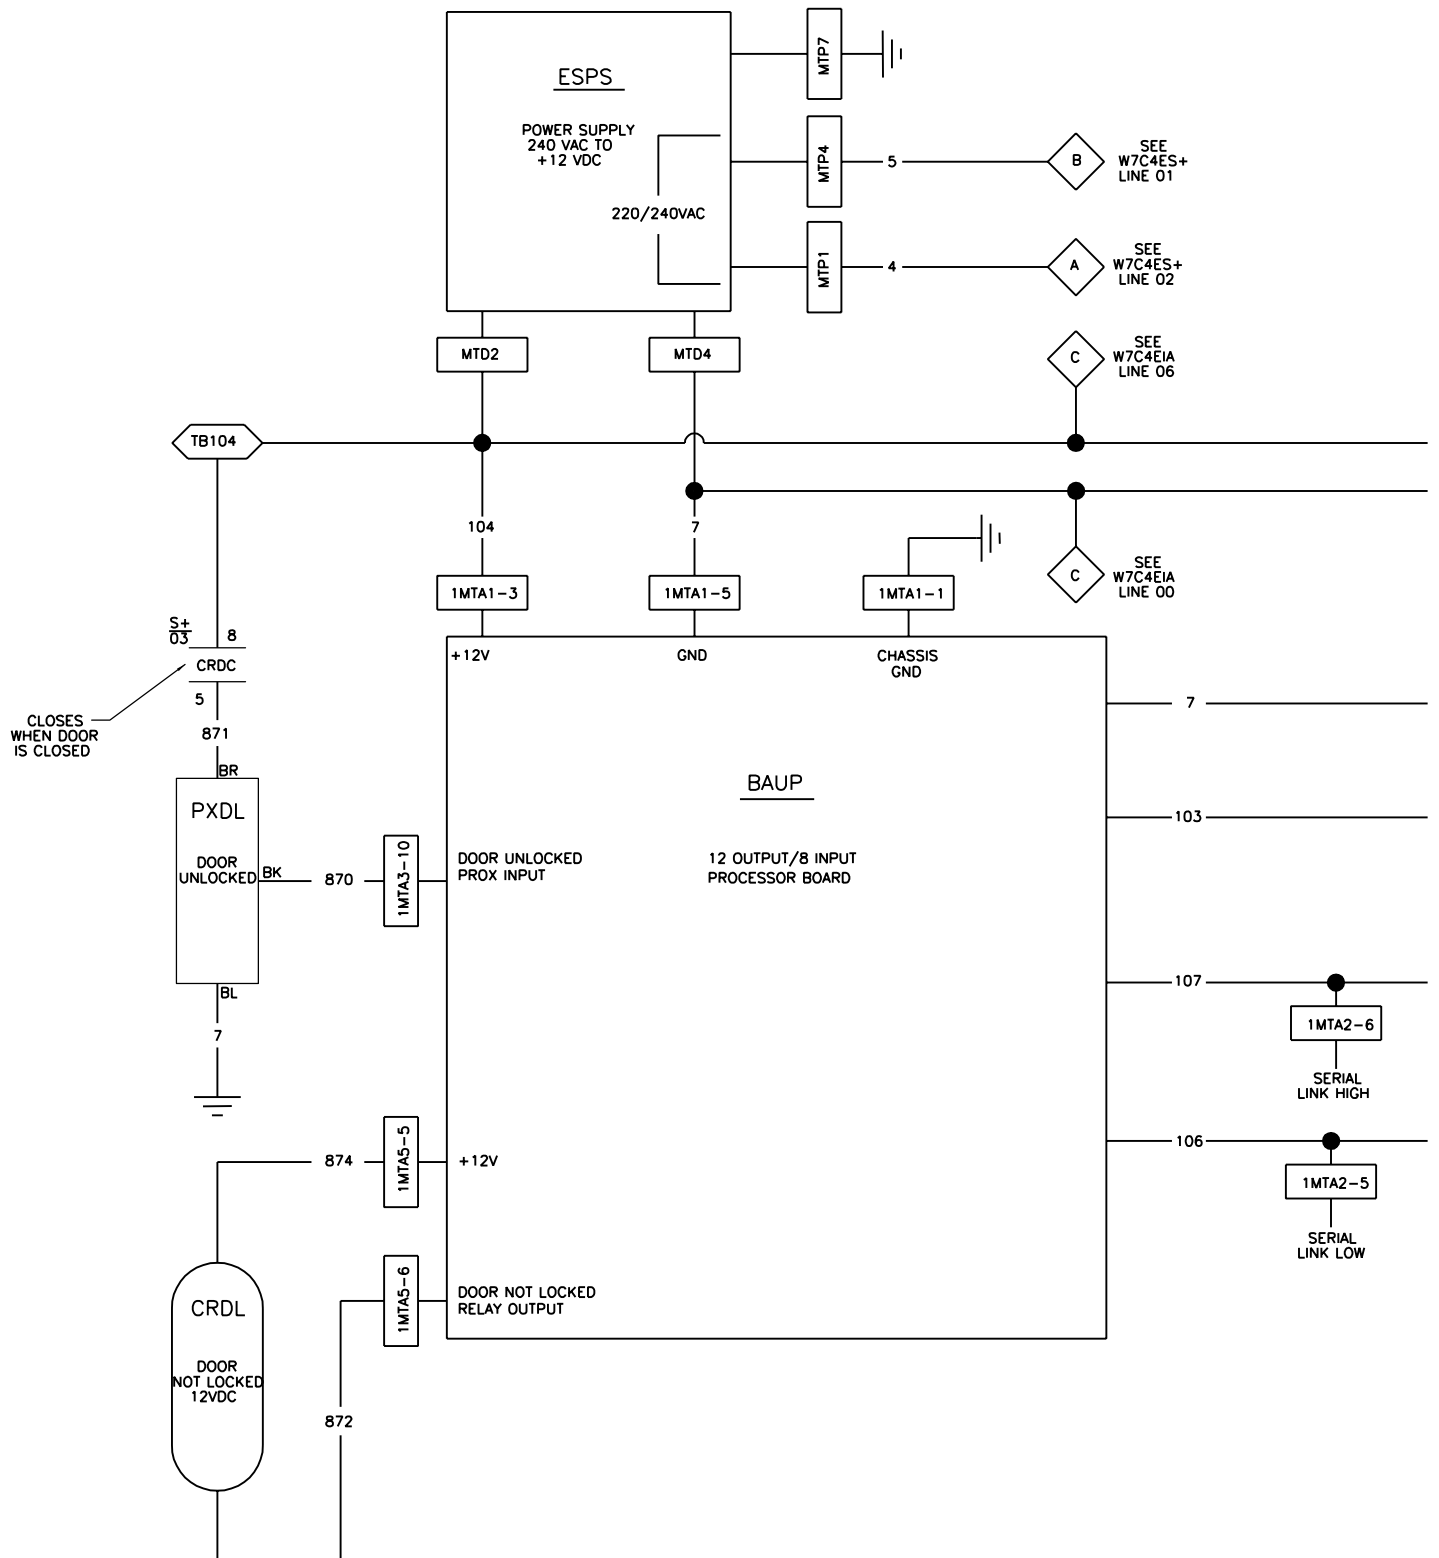 ESPS
POWER SUPPLY
240 VAC TO
+12 VDC
220/240VAC
MTP7
MTP4
5
B
SEE
W7C4ES+
LINE 01
MTP1
4
A
SEE
W7C4ES+
LINE 02
MTD2
MTD4
C
SEE
W7C4EIA
LINE 06
TB104
104
7
C
SEE
W7C4EIA
LINE 00
1MTA1-3
1MTA1-5
1MTA1-1
S+
03
8
CRDC
5
CLOSES
WHEN DOOR
IS CLOSED
871
BR
PXDL
DOOR
UNLOCKED
BK
870
1MTA3-10
BL
7
+12V
GND
CHASSIS
GND
BAUP
12 OUTPUT/8 INPUT
PROCESSOR BOARD
DOOR UNLOCKED
PROX INPUT
7
103
107
1MTA2-6
SERIAL
LINK HIGH
106
1MTA2-5
SERIAL
LINK LOW
874
1MTA5-5
+12V
1MTA5-6
DOOR NOT LOCKED
RELAY OUTPUT
CRDL
DOOR
NOT LOCKED
12VDC
872